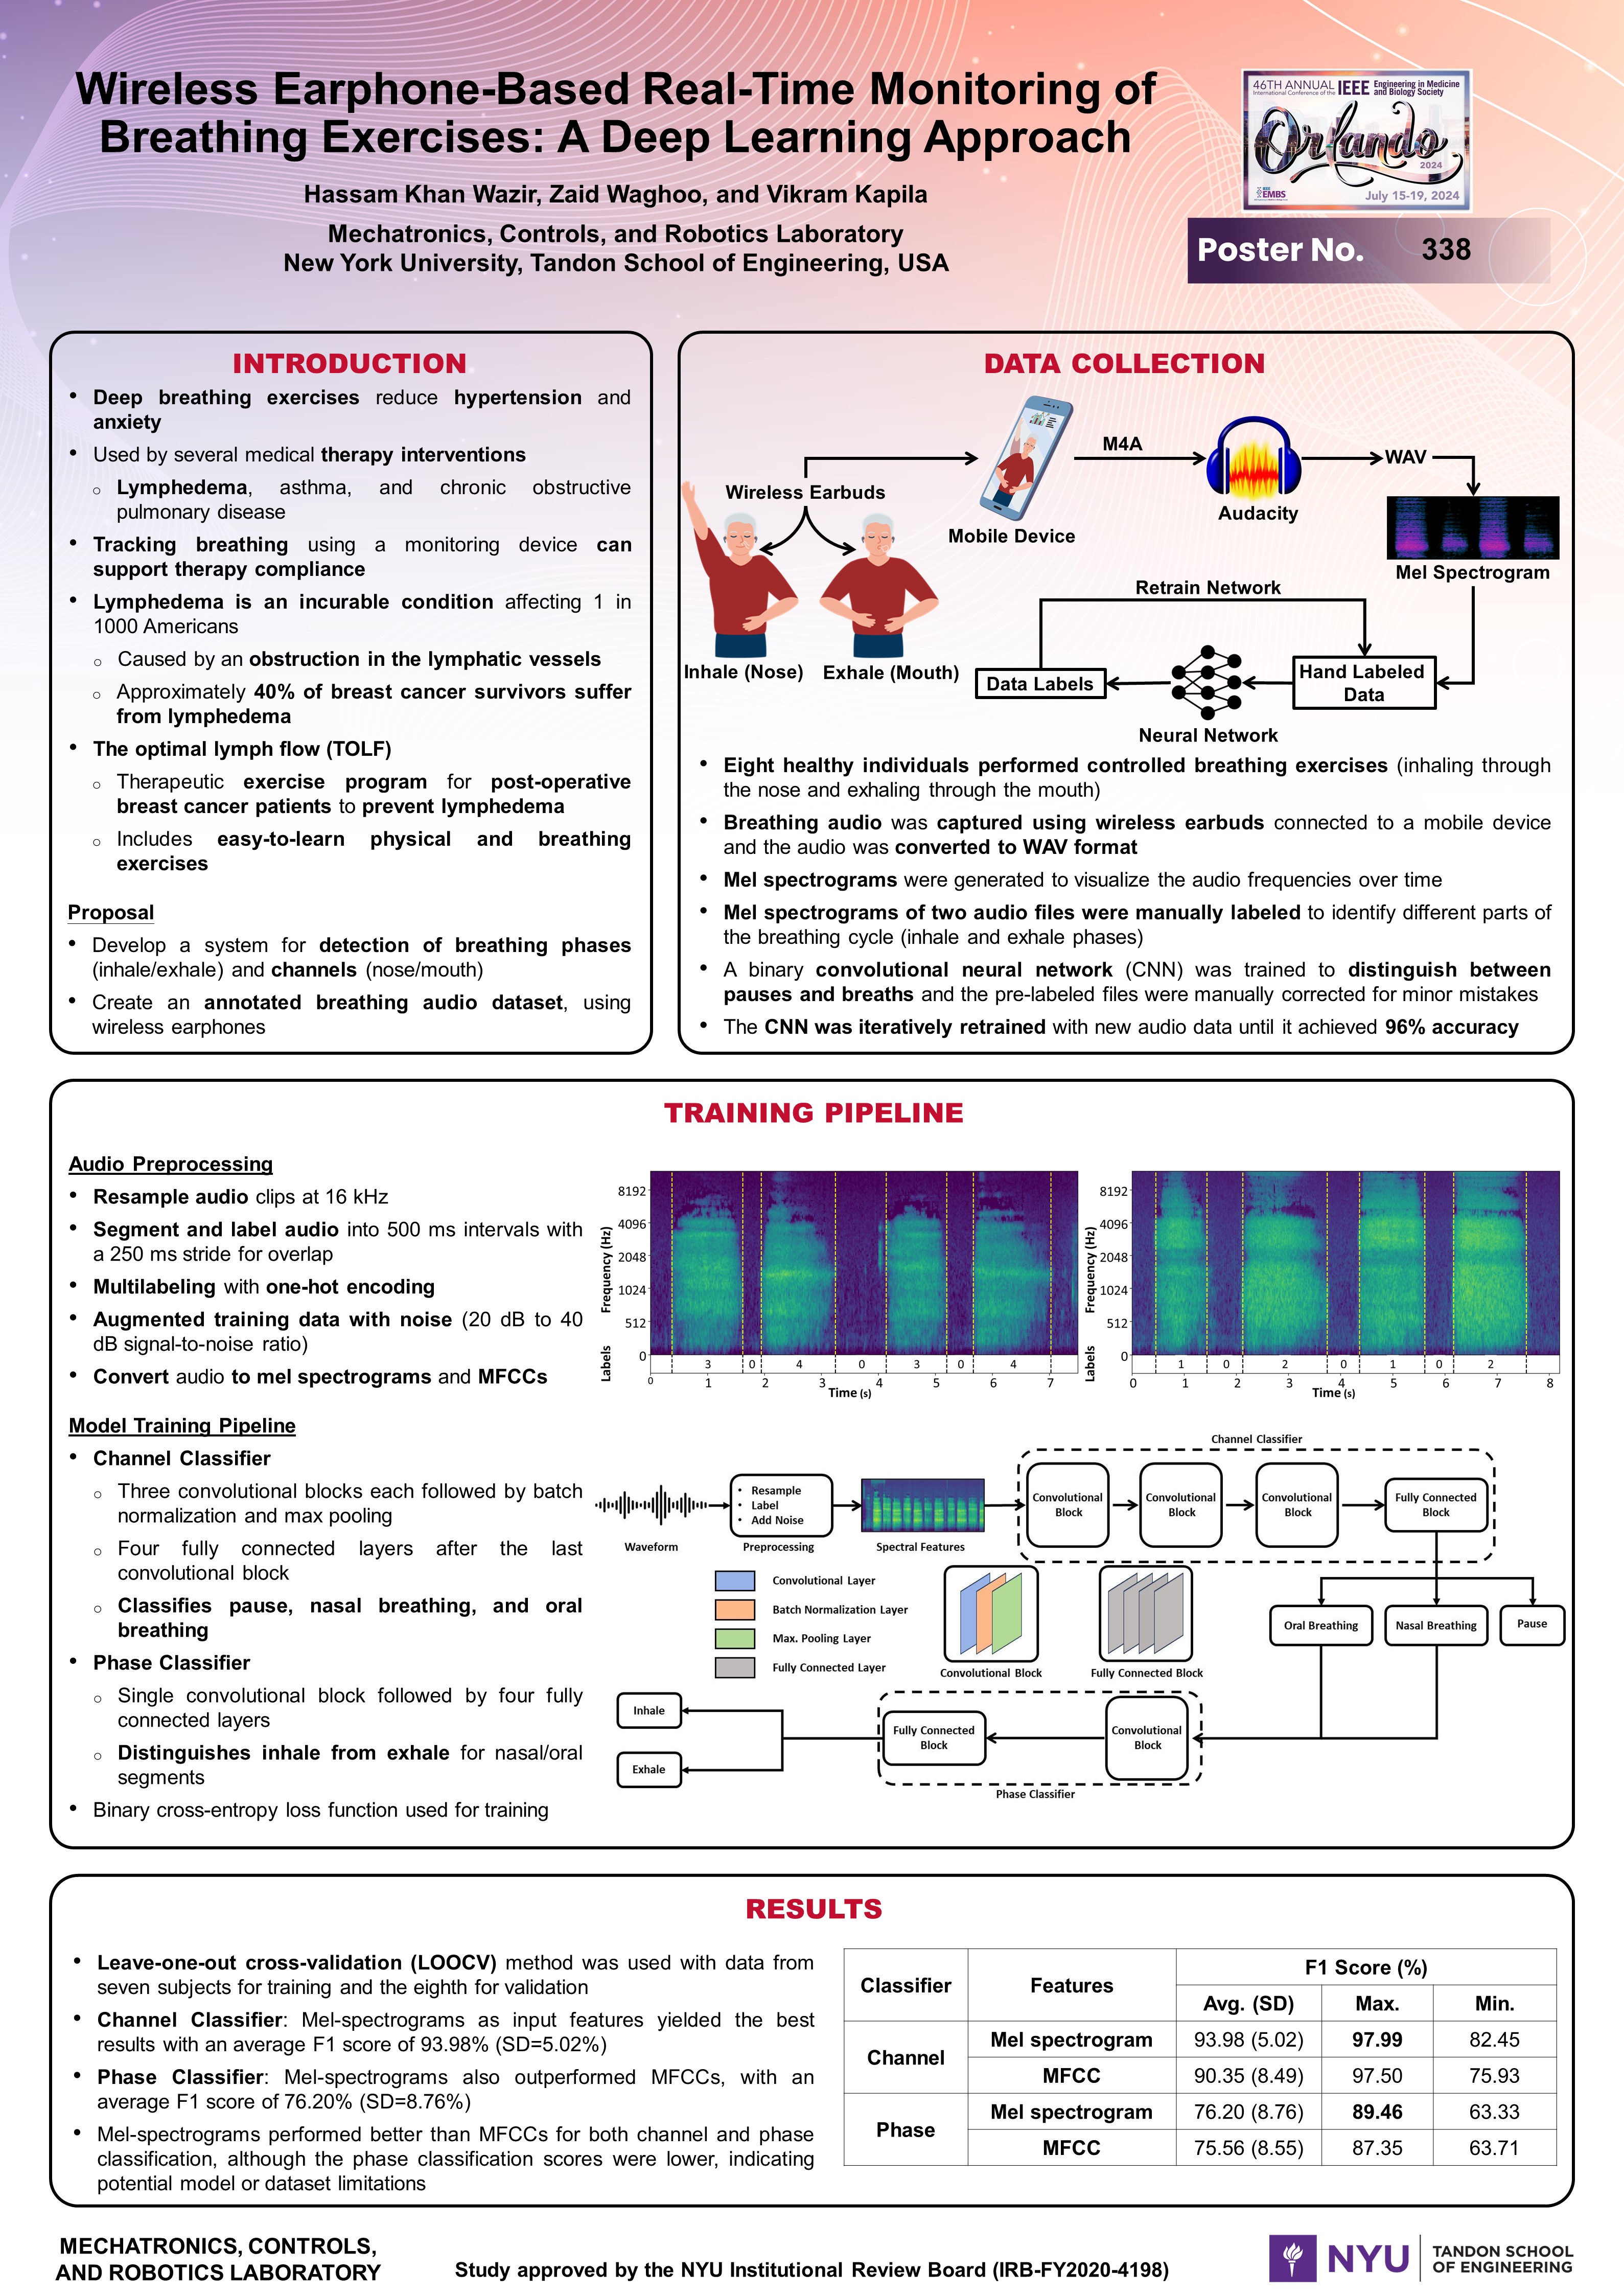 Wireless Earphone-Based Real-Time Monitoring of
Breathing Exercises: A Deep Learning Approach
Hassam Khan Wazir, Zaid Waghoo, and Vikram Kapila
Mechatronics, Controls, and Robotics Laboratory
New York University, Tandon School of Engineering, USA
46TH ANNUAL
International Conference of the
IEEE Engineering in Medicine
and Biology Society
Orlando
2024
IEEE
EMBS
July 15-19, 2024
Poster No. 338
INTRODUCTION
• Deep breathing exercises reduce hypertension and
anxiety
• Used by several medical therapy interventions
○ Lymphedema, asthma, and chronic obstructive
pulmonary disease
• Tracking breathing using a monitoring device can
support therapy compliance
• Lymphedema is an incurable condition affecting 1 in
1000 Americans
○ Caused by an obstruction in the lymphatic vessels
○ Approximately 40% of breast cancer survivors suffer
from lymphedema
• The optimal lymph flow (TOLF)
○ Therapeutic exercise program for post-operative
breast cancer patients to prevent lymphedema
○ Includes easy-to-learn physical and breathing
exercises
Proposal
• Develop a system for detection of breathing phases
(inhale/exhale) and channels (nose/mouth)
• Create an annotated breathing audio dataset, using
wireless earphones
DATA COLLECTION
Wireless Earbuds
Inhale (Nose)
Exhale (Mouth)
Mobile Device
M4A
Audacity
WAV
Mel Spectrogram
Retrain Network
Data Labels
Neural Network
Hand Labeled
Data
• Eight healthy individuals performed controlled breathing exercises (inhaling through
the nose and exhaling through the mouth)
• Breathing audio was captured using wireless earbuds connected to a mobile device
and the audio was converted to WAV format
• Mel spectrograms were generated to visualize the audio frequencies over time
• Mel spectrograms of two audio files were manually labeled to identify different parts of
the breathing cycle (inhale and exhale phases)
• A binary convolutional neural network (CNN) was trained to distinguish between
pauses and breaths and the pre-labeled files were manually corrected for minor mistakes
• The CNN was iteratively retrained with new audio data until it achieved 96% accuracy
TRAINING PIPELINE
Audio Preprocessing
• Resample audio clips at 16 kHz
• Segment and label audio into 500 ms intervals with
a 250 ms stride for overlap
• Multilabeling with one-hot encoding
• Augmented training data with noise (20 dB to 40
dB signal-to-noise ratio)
• Convert audio to mel spectrograms and MFCCs
Model Training Pipeline
• Channel Classifier
○ Three convolutional blocks each followed by batch
normalization and max pooling
○ Four fully connected layers after the last
convolutional block
○ Classifies pause, nasal breathing, and oral
breathing
• Phase Classifier
○ Single convolutional block followed by four fully
connected layers
○ Distinguishes inhale from exhale for nasal/oral
segments
• Binary cross-entropy loss function used for training
Frequency (Hz)
Labels
8192
4096
2048
1024
512
0
3 0 4 0 3 0 4
0 1 2 3 4 5 6 7
Time (s)
Frequency (Hz)
Labels
8192
4096
2048
1024
512
0
1 0 2 0 1 0 2
0 1 2 3 4 5 6 7 8
Time (s)
Channel Classifier
Waveform
• Resample
• Label
• Add Noise
Preprocessing
Spectral Features
Convolutional
Block
Convolutional
Block
Convolutional
Block
Fully Connected
Block
Convolutional Layer
Batch Normalization Layer
Max. Pooling Layer
Fully Connected Layer
Convolutional Block
Fully Connected Block
Oral Breathing
Nasal Breathing
Pause
Inhale
Exhale
Fully Connected
Block
Convolutional
Block
Phase Classifier
RESULTS
• Leave-one-out cross-validation (LOOCV) method was used with data from
seven subjects for training and the eighth for validation
• Channel Classifier: Mel-spectrograms as input features yielded the best
results with an average F1 score of 93.98% (SD=5.02%)
• Phase Classifier: Mel-spectrograms also outperformed MFCCs, with an
average F1 score of 76.20% (SD=8.76%)
• Mel-spectrograms performed better than MFCCs for both channel and phase
classification, although the phase classification scores were lower, indicating
potential model or dataset limitations
Classifier Features F1 Score (%)
Avg. (SD) Max. Min.
Channel
Mel spectrogram 93.98 (5.02) 97.99 82.45
MFCC 90.35 (8.49) 97.50 75.93
Phase
Mel spectrogram 76.20 (8.76) 89.46 63.33
MFCC 75.56 (8.55) 87.35 63.71
MECHATRONICS, CONTROLS,
AND ROBOTICS LABORATORY
Study approved by the NYU Institutional Review Board (IRB-FY2020-4198)
NYU
TANDON SCHOOL
OF ENGINEERING